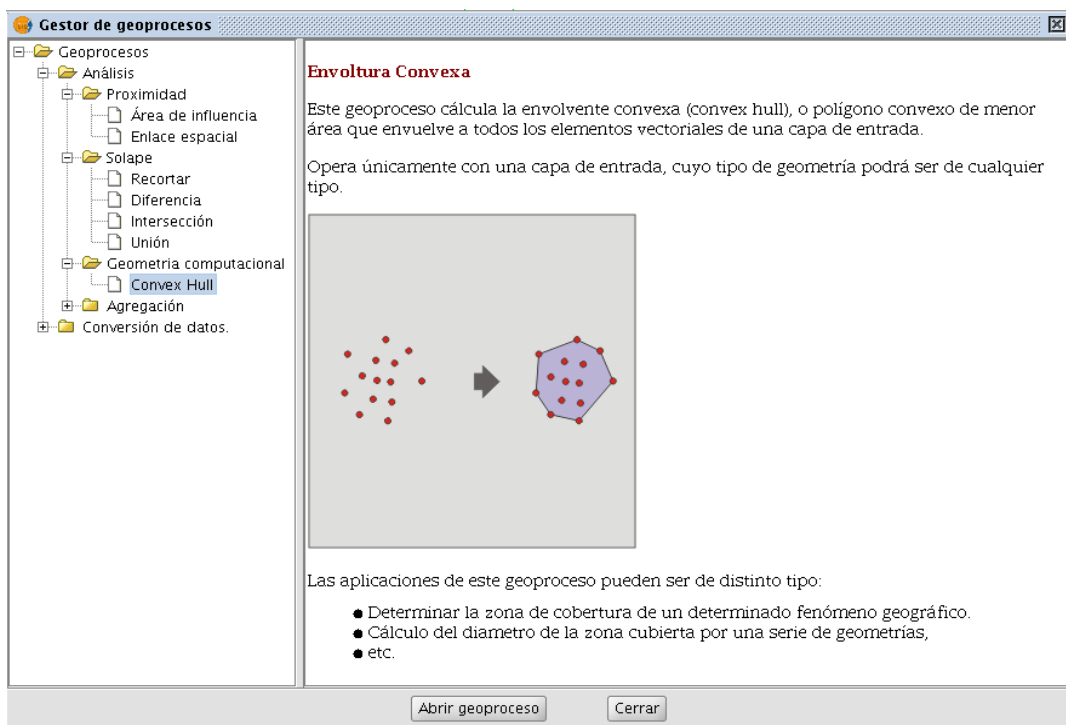 Gestor de geoprocesos
Geoprocesos
Análisis
Proximidad
Área de influencia
Enlace espacial
Solape
Recortar
Diferencia
Intersección
Unión
Geometria computacional
Convex Hull
Agregación
Conversión de datos.
Envoltura Convexa
Este geoproceso cálcula la envolvente convexa (convex hull), o polígono convexo de menor
área que envuelve a todos los elementos vectoriales de una capa de entrada.
Opera únicamente con una capa de entrada, cuyo tipo de geometría podrá ser de cualquier
tipo.
Las aplicaciones de este geoproceso pueden ser de distinto tipo:
● Determinar la zona de cobertura de un determinado fenómeno geográfico.
● Cálculo del diametro de la zona cubierta por una serie de geometrías,
● etc.
Abrir geoproceso
Cerrar